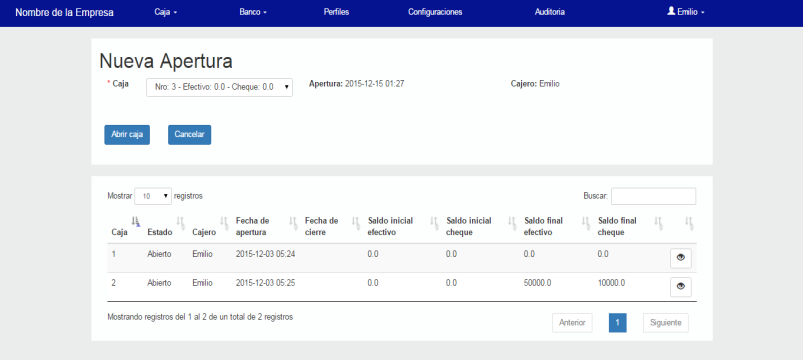 Nombre de la Empresa Caja Banco Perfiles Configuraciones Auditoria Emilio
Nueva Apertura
* Caja Nro: 3 - Efectivo: 0.0 - Cheque: 0.0 Apertura: 2015-12-15 01:27 Cajero: Emilio
Abrir caja Cancelar
Mostrar 10 registros Buscar:
Caja Estado Cajero Fecha de apertura Fecha de cierre Saldo inicial efectivo Saldo inicial cheque Saldo final efectivo Saldo final cheque
1 Abierto Emilio 2015-12-03 05:24 0.0 0.0 0.0 0.0
2 Abierto Emilio 2015-12-03 05:25 0.0 0.0 50000.0 10000.0
Mostrando registros del 1 al 2 de un total de 2 registros
Anterior 1 Siguiente